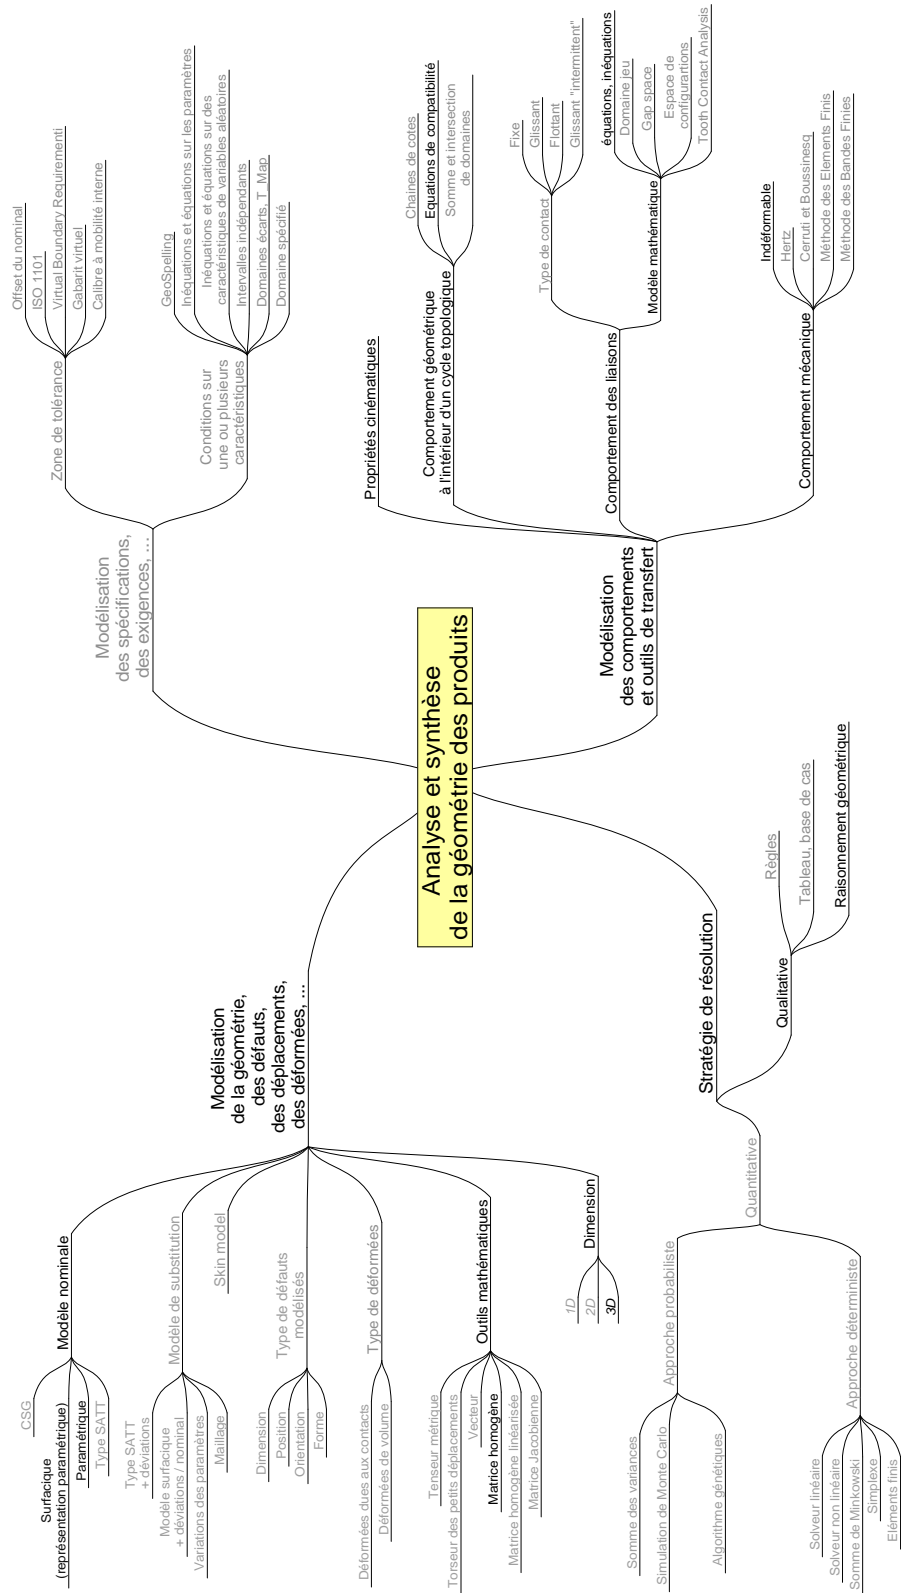 Analyse et synthèse
de la géométrie des produits
Modélisation
de la géométrie,
des défauts,
des déplacements,
des déformées, ...
Modèle nominale
CSG
Surfacique
(représentation paramétrique)
Paramétrique
Type SATT
Modèle de substitution
Type SATT
+ déviations
Modèle surfacique
+ déviations / nominal
Variations des paramètres
Maillage
Skin model
Type de défauts
modélisés
Dimension
Position
Orientation
Forme
Type de déformées
Déformées dues aux contacts
Déformées de volume
Outils mathématiques
Tenseur métrique
Torseur des petits déplacements
Vecteur
Matrice homogène
Matrice homogène linéarisée
Matrice Jacobienne
Dimension
1D
2D
3D
Modélisation
des spécifications,
des exigences, ...
Zone de tolérance
Offset du nominal
ISO 1101
Virtual Boundary Requirementi
Gabarit virtuel
Calibre à mobilité interne
Conditions sur
une ou plusieurs
caractéristiques
GeoSpelling
Inéquations et équations sur les paramètres
Inéquations et équations sur des
caractéristiques de variables aléatoires
Intervalles indépendants
Domaines écarts, T_Map
Domaine spécifié
Modélisation
des comportements
et outils de transfert
Propriétés cinématiques
Comportement géométrique
à l'intérieur d'un cycle topologique
Chaines de cotes
Equations de compatibilité
Somme et intersection
de domaines
Comportement des liaisons
Type de contact
Fixe
Glissant
Flottant
Glissant "intermittent"
Modèle mathématique
équations, inéquations
Domaine jeu
Gap space
Espace de
configurartions
Tooth Contact Analysis
Comportement mécanique
Indéformable
Hertz
Cerruti et Boussinesq
Méthode des Elements Finis
Méthode des Bandes Finies
Stratégie de résolution
Qualitative
Règles
Tableau, base de cas
Raisonnement géométrique
Quantitative
Approche probabiliste
Somme des variances
Simulation de Monte Carlo
Algorithme génétiques
Approche déterministe
Solveur linéaire
Solveur non linéaire
Somme de Minkowski
Simplexe
Eléments finis